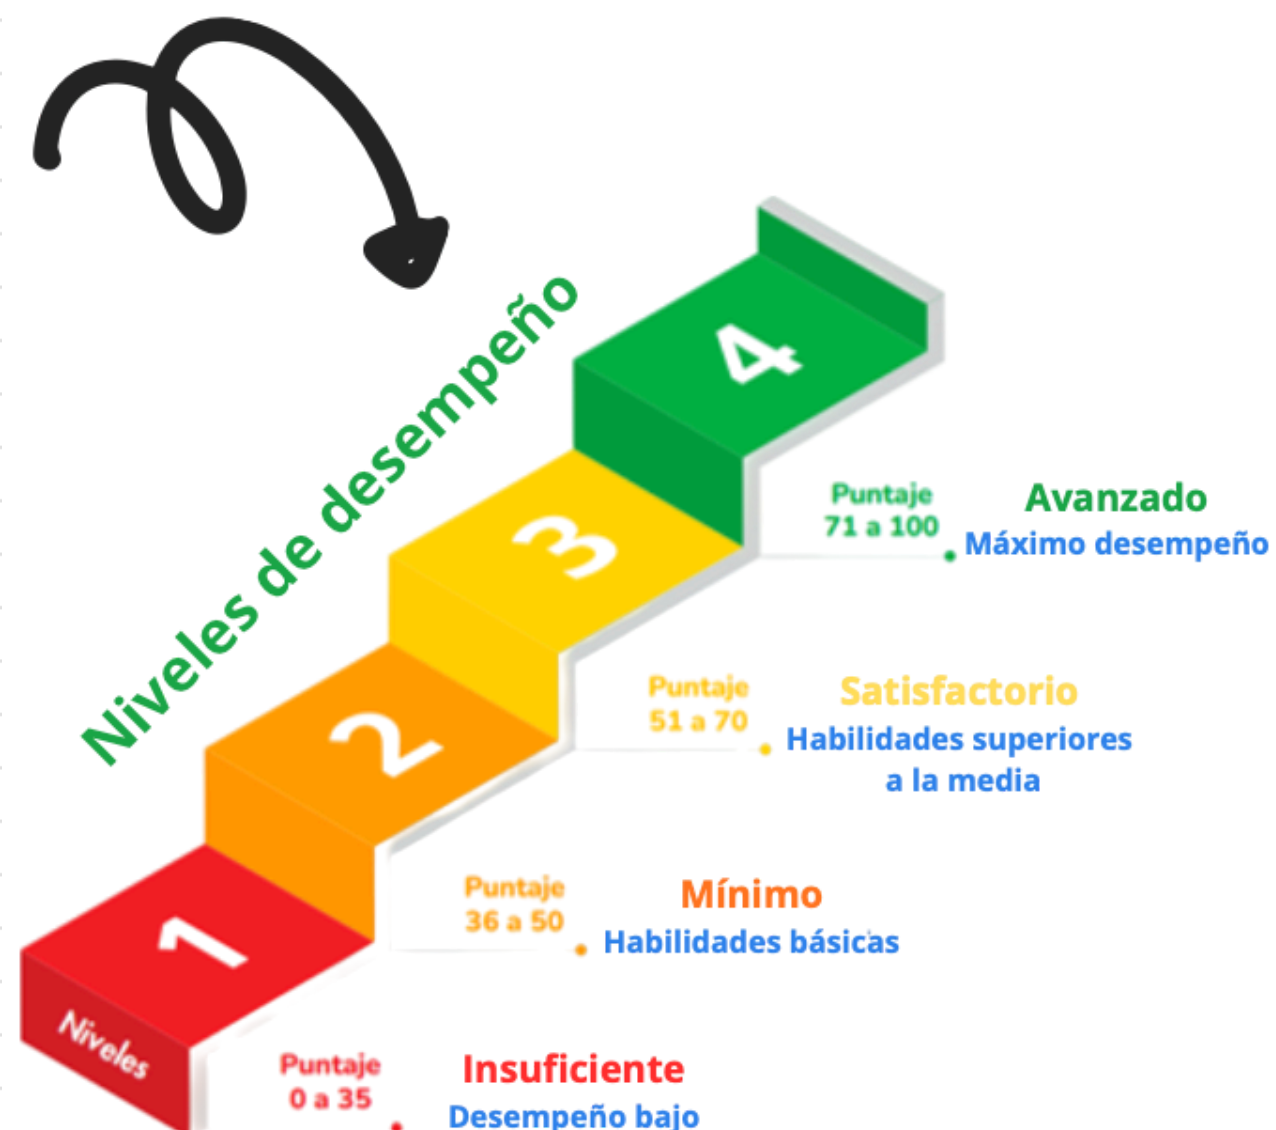 Niveles de desempeño
4
Puntaje
71 a 100
Avanzado
Máximo desempeño
3
Puntaje
51 a 70
Satisfactorio
Habilidades superiores
a la media
2
Puntaje
36 a 50
Mínimo
Habilidades básicas
1
Niveles
Puntaje
0 a 35
Insuficiente
Desempeño bajo